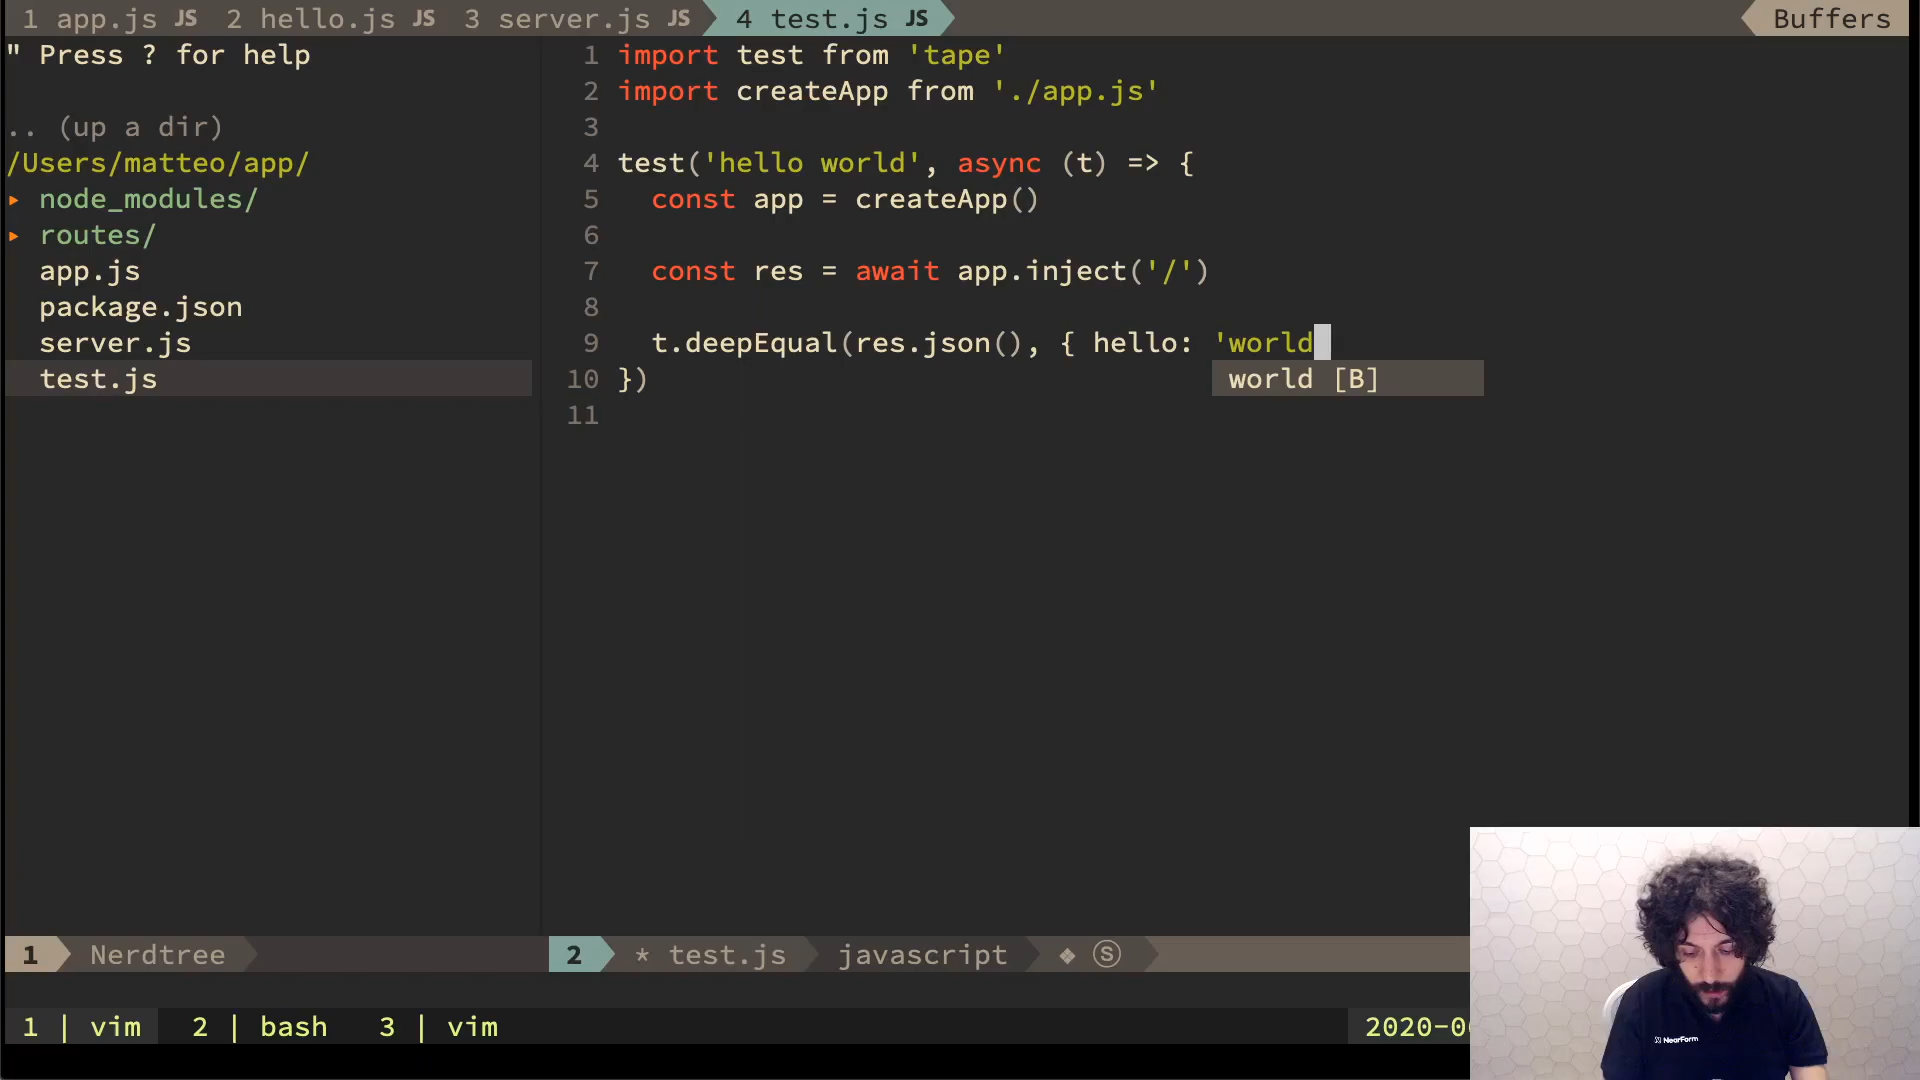 1 app.js JS 2 hello.js JS 3 server.js JS 4 test.js JS Buffers
" Press ? for help
.. (up a dir)
/Users/matteo/app/
▸ node_modules/
▸ routes/
app.js
package.json
server.js
test.js
1 import test from 'tape'
2 import createApp from './app.js'
3
4 test('hello world', async (t) => {
5 const app = createApp()
6
7 const res = await app.inject('/')
8
9 t.deepEqual(res.json(), { hello: 'world
world [B]
10 })
11
1 Nerdtree 2 * test.js javascript ❖ Ⓢ
1 | vim 2 | bash 3 | vim 2020-0
NearForm